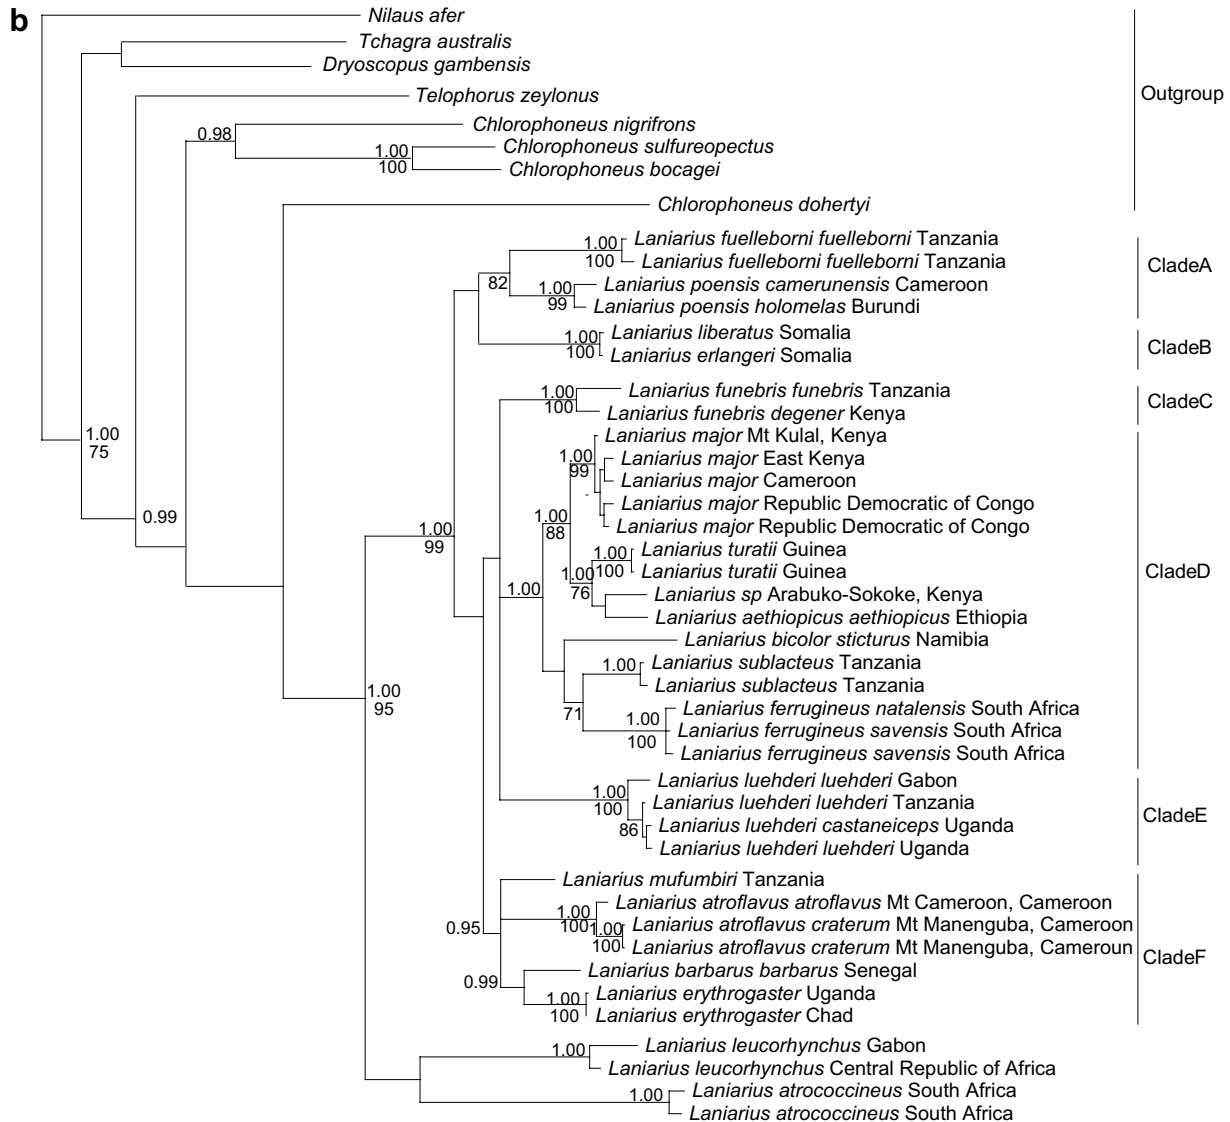 b
Nilaus afer
Tchagra australis
Dryoscopus gambensis
Outgroup
Telophorus zeylonus
Chlorophoneus nigrifrons
0.98
Chlorophoneus sulfureopectus
1.00
100
Chlorophoneus bocagei
Chlorophoneus dohertyi
Laniarius fuelleborni fuelleborni Tanzania
1.00
100
Laniarius fuelleborni fuelleborni Tanzania
CladeA
82
Laniarius poensis camerunensis Cameroon
1.00
99
Laniarius poensis holomelas Burundi
Laniarius liberatus Somalia
1.00
100
Laniarius erlangeri Somalia
CladeB
Laniarius funebris funebris Tanzania
1.00
100
CladeC
Laniarius funebris degener Kenya
Laniarius major Mt Kulal, Kenya
1.00
75
1.00
99
Laniarius major East Kenya
Laniarius major Cameroon
-
Laniarius major Republic Democratic of Congo
0.99
1.00
88
Laniarius major Republic Democratic of Congo
1.00
99
Laniarius turatii Guinea
1.00
100
Laniarius turatii Guinea
CladeD
1.00
76
1.00
Laniarius sp Arabuko-Sokoke, Kenya
Laniarius aethiopicus aethiopicus Ethiopia
Laniarius bicolor sticturus Namibia
Laniarius sublacteus Tanzania
1.00
Laniarius sublacteus Tanzania
1.00
95
71
Laniarius ferrugineus natalensis South Africa
1.00
100
Laniarius ferrugineus savensis South Africa
Laniarius ferrugineus savensis South Africa
Laniarius luehderi luehderi Gabon
1.00
100
Laniarius luehderi luehderi Tanzania
CladeE
86
Laniarius luehderi castaneiceps Uganda
Laniarius luehderi luehderi Uganda
Laniarius mufumbiri Tanzania
Laniarius atroflavus atroflavus Mt Cameroon, Cameroon
1.00
100
0.95
1.00
100
Laniarius atroflavus craterum Mt Manenguba, Cameroon
Laniarius atroflavus craterum Mt Manenguba, Cameroun
CladeF
Laniarius barbarus barbarus Senegal
0.99
Laniarius erythrogaster Uganda
1.00
100
Laniarius erythrogaster Chad
Laniarius leucorhynchus Gabon
1.00
Laniarius leucorhynchus Central Republic of Africa
Laniarius atrococcineus South Africa
1.00
Laniarius atrococcineus South Africa